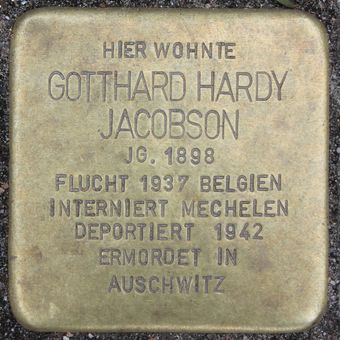 HIER WOHNTE
GOTTHARD HARDY
JACOBSON
JG. 1898
FLUCHT 1937 BELGIEN
INTERNIERT MECHELEN
DEPORTIERT 1942
ERMORDET IN
AUSCHWITZ